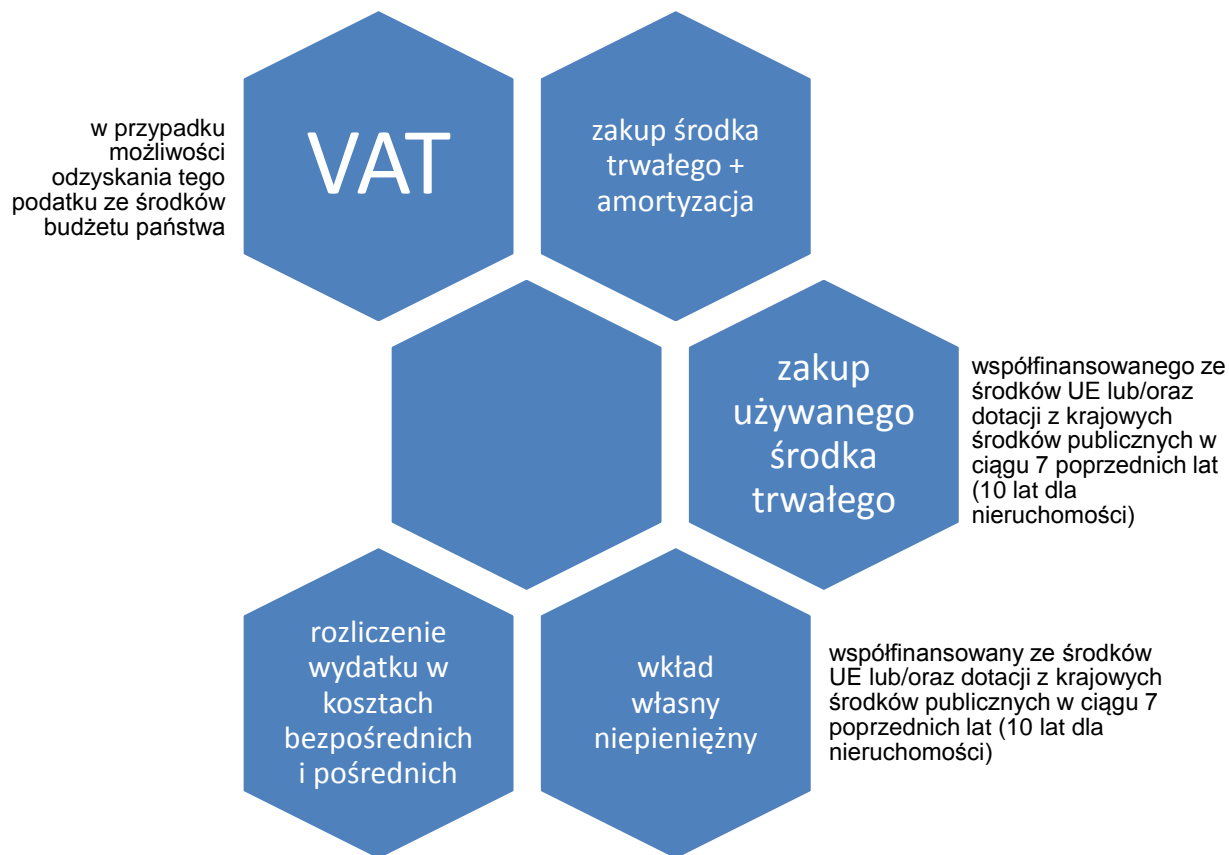 w przypadku
możliwości
odzyskania tego
podatku ze środków
budżetu państwa
VAT
zakup środka
trwałego +
amortyzacja
zakup
używanego
środka
trwałego
współfinansowanego ze
środków UE lub/oraz
dotacji z krajowych
środków publicznych w
ciągu 7 poprzednich lat
(10 lat dla
nieruchomości)
rozliczenie
wydatku w
kosztach
bezpośrednich
i pośrednich
wkład
własny
niepieniężny
współfinansowany ze środków
UE lub/oraz dotacji z krajowych
środków publicznych w ciągu 7
poprzednich lat (10 lat dla
nieruchomości)